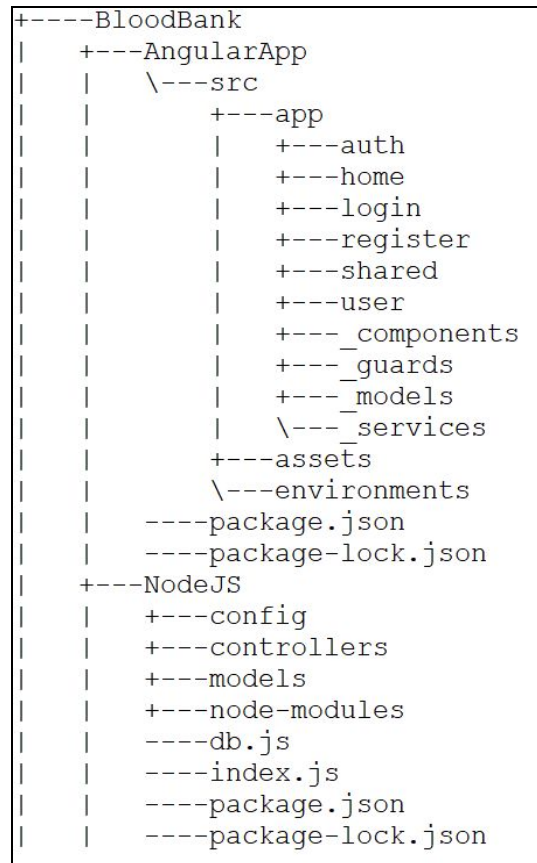 +----BloodBank
|    +---AngularApp
|    |    \---src
|    |        +---app
|    |        |    +---auth
|    |        |    +---home
|    |        |    +---login
|    |        |    +---register
|    |        |    +---shared
|    |        |    +---user
|    |        |    +---_components
|    |        |    +---_guards
|    |        |    +---_models
|    |        |    \---_services
|    |        +---assets
|    |        \---environments
|    |    ----package.json
|    |    ----package-lock.json
|    +---NodeJS
|    |    +---config
|    |    +---controllers
|    |    +---models
|    |    +---node-modules
|    |    ----db.js
|    |    ----index.js
|    |    ----package.json
|    |    ----package-lock.json